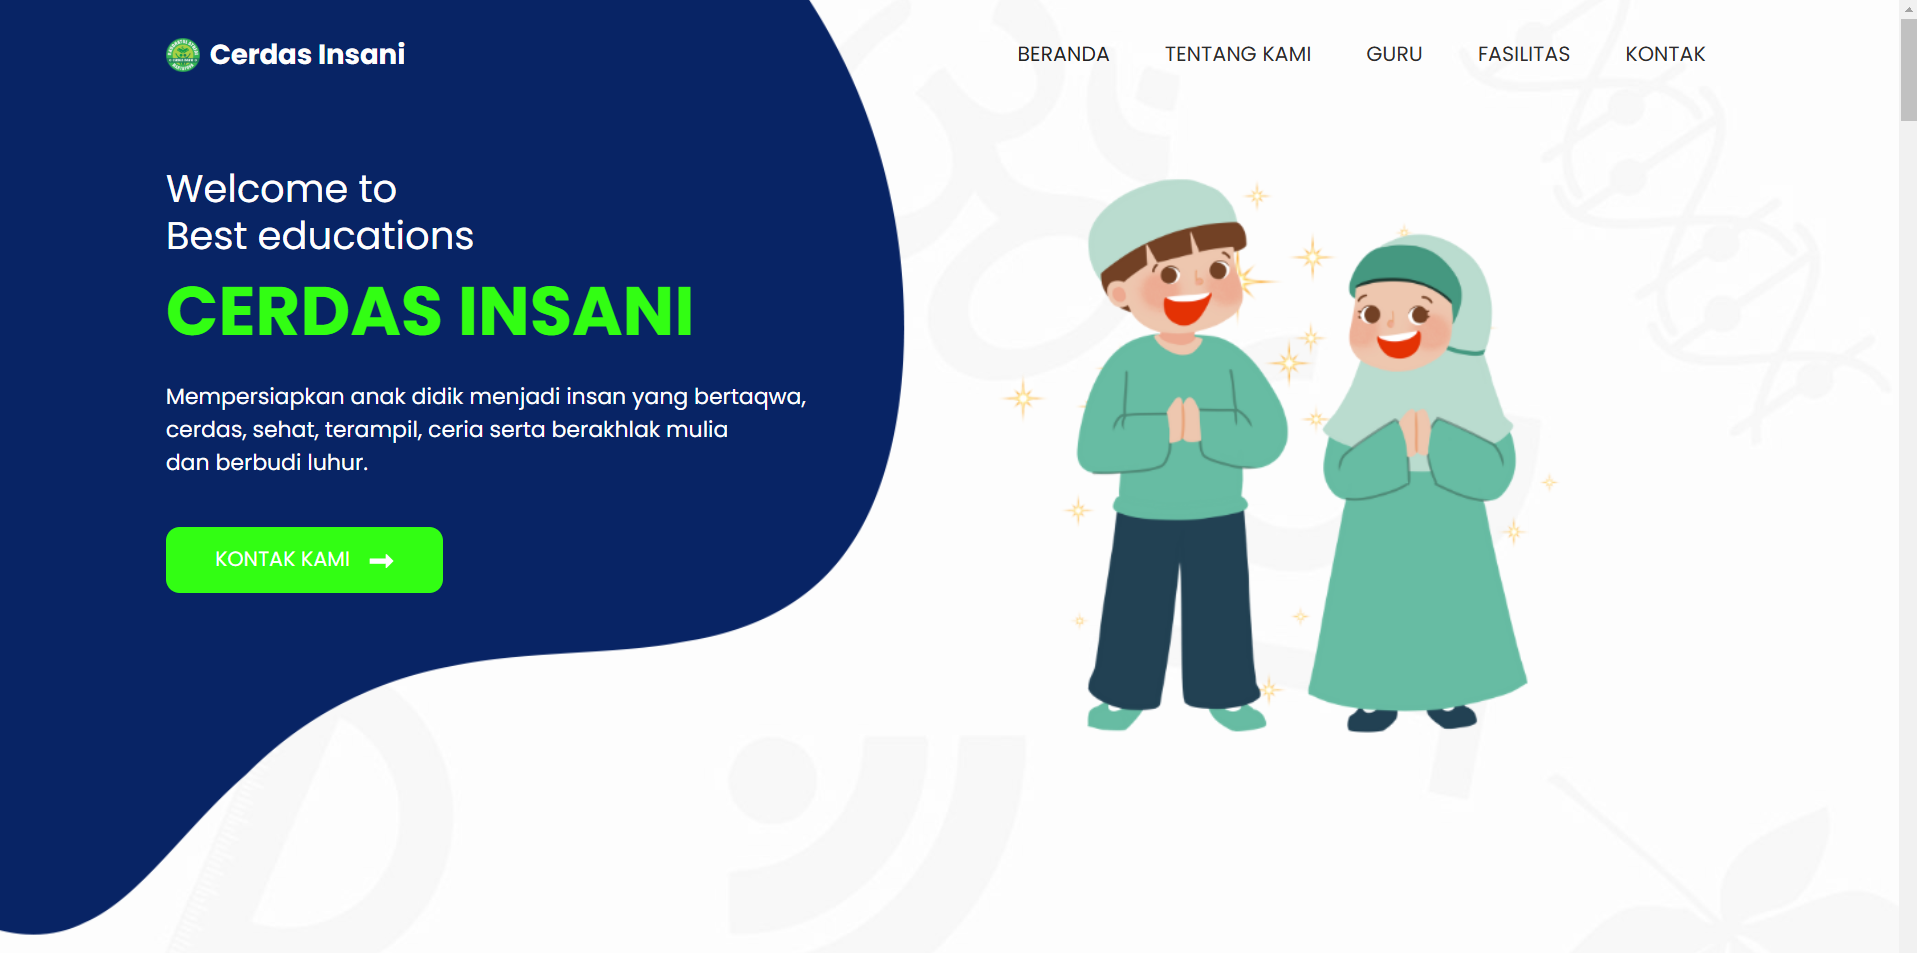 Cerdas Insani
BERANDA TENTANG KAMI GURU FASILITAS KONTAK
Welcome to
Best educations
CERDAS INSANI
Mempersiapkan anak didik menjadi insan yang bertaqwa,
cerdas, sehat, terampil, ceria serta berakhlak mulia
dan berbudi luhur.
KONTAK KAMI